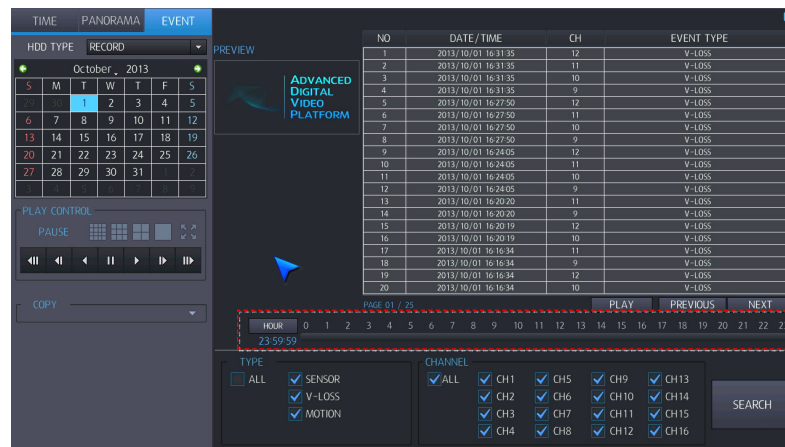 TIME PANORAMA EVENT
HDD TYPE RECORD
October 2013
S M T W T F S
29 30 1 2 3 4 5
6 7 8 9 10 11 12
13 14 15 16 17 18 19
20 21 22 23 24 25 26
27 28 29 30 31 1 2
3 4 5 6 7 8 9
PLAY CONTROL
PAUSE
COPY
PREVIEW
ADVANCED
DIGITAL
VIDEO
PLATFORM
NO DATE/TIME CH EVENT TYPE
1 2013/10/01 16:31:35 12 V-LOSS
2 2013/10/01 16:31:35 11 V-LOSS
3 2013/10/01 16:31:35 10 V-LOSS
4 2013/10/01 16:31:35 9 V-LOSS
5 2013/10/01 16:27:50 12 V-LOSS
6 2013/10/01 16:27:50 11 V-LOSS
7 2013/10/01 16:27:50 10 V-LOSS
8 2013/10/01 16:27:50 9 V-LOSS
9 2013/10/01 16:24:05 12 V-LOSS
10 2013/10/01 16:24:05 11 V-LOSS
11 2013/10/01 16:24:05 10 V-LOSS
12 2013/10/01 16:24:05 9 V-LOSS
13 2013/10/01 16:20:20 11 V-LOSS
14 2013/10/01 16:20:20 9 V-LOSS
15 2013/10/01 16:20:19 12 V-LOSS
16 2013/10/01 16:20:19 10 V-LOSS
17 2013/10/01 16:16:34 11 V-LOSS
18 2013/10/01 16:16:34 9 V-LOSS
19 2013/10/01 16:16:34 12 V-LOSS
20 2013/10/01 16:16:34 10 V-LOSS
PAGE 01 / 25 PLAY PREVIOUS NEXT
HOUR 0 1 2 3 4 5 6 7 8 9 10 11 12 13 14 15 16 17 18 19 20 21 22
23:59:59
TYPE
ALL SENSOR
V-LOSS
MOTION
CHANNEL
ALL CH1 CH5 CH9 CH13
CH2 CH6 CH10 CH14
CH3 CH7 CH11 CH15
CH4 CH8 CH12 CH16
SEARCH